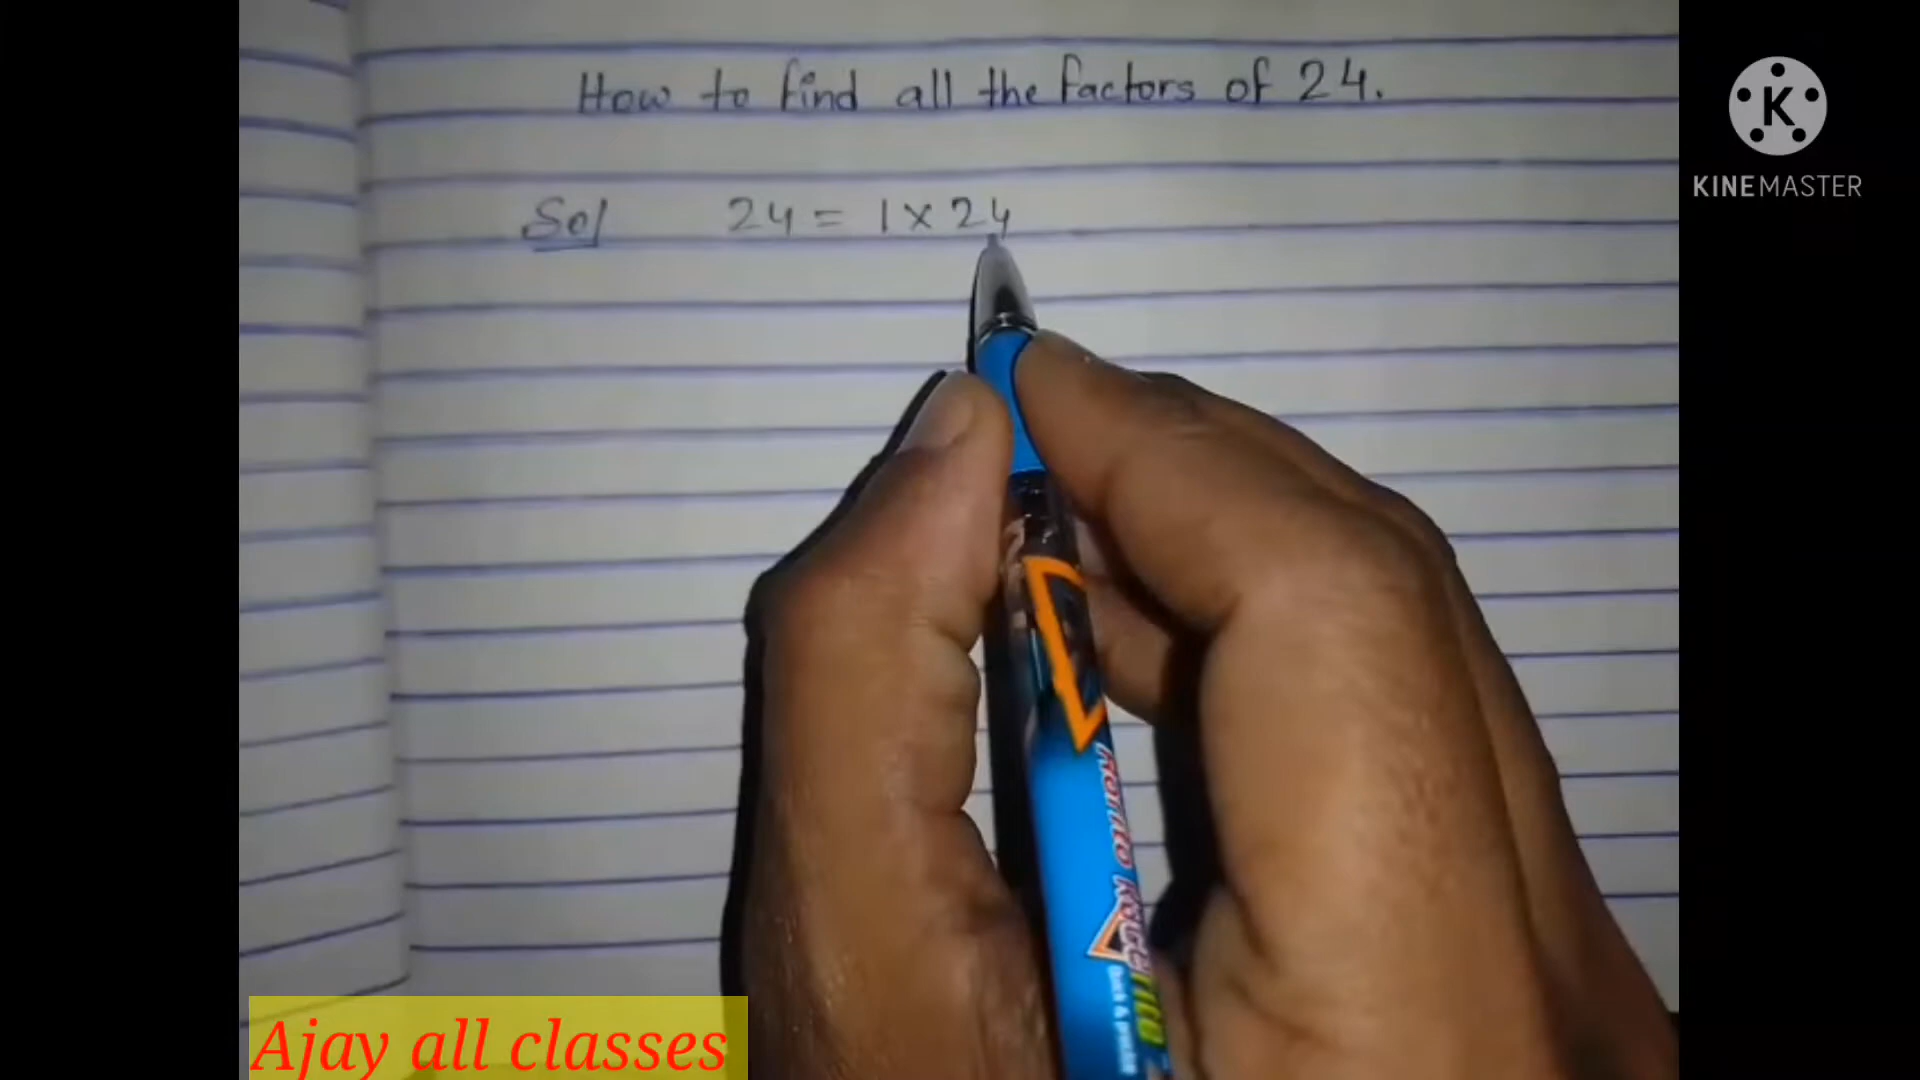 How to find all the factors of 24.
Sol 24 = 1 × 24
KINEMASTER
Ajay all classes